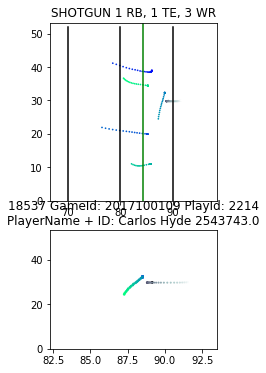 SHOTGUN 1 RB, 1 TE, 3 WR
50
40
30
20
10
0
70 80 90
18537 GameId: 2017100109 PlayId: 2214
PlayerName + ID: Carlos Hyde 2543743.0
40
20
0
82.5 85.0 87.5 90.0 92.5